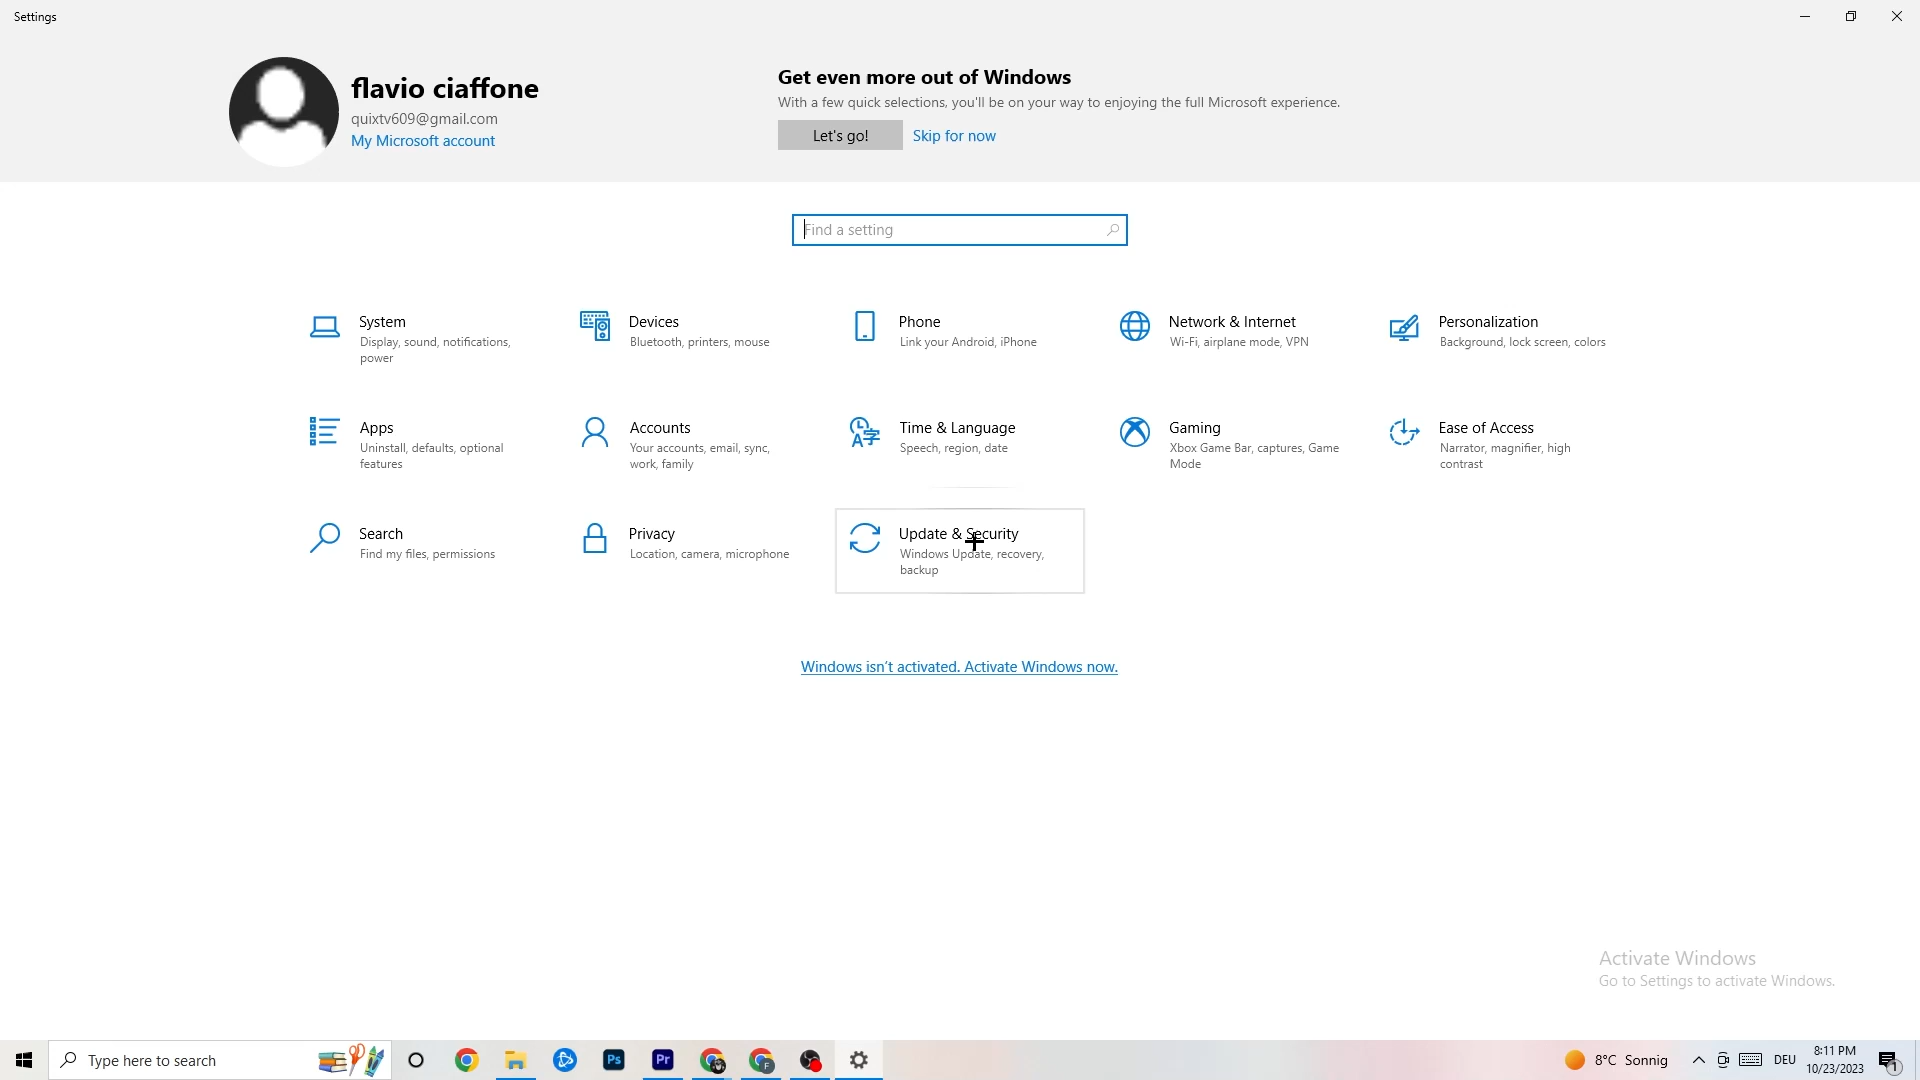 Settings
flavio ciaffone
quixtv609@gmail.com
My Microsoft account
Get even more out of Windows
With a few quick selections, you'll be on your way to enjoying the full Microsoft experience.
Let's go!
Skip for now
Find a setting
System
Display, sound, notifications,
power
Devices
Bluetooth, printers, mouse
Phone
Link your Android, iPhone
Network & Internet
Wi-Fi, airplane mode, VPN
Personalization
Background, lock screen, colors
Apps
Uninstall, defaults, optional
features
Accounts
Your accounts, email, sync,
work, family
Time & Language
Speech, region, date
Gaming
Xbox Game Bar, captures, Game
Mode
Ease of Access
Narrator, magnifier, high
contrast
Search
Find my files, permissions
Privacy
Location, camera, microphone
Update & Security
Windows Update, recovery,
backup
Windows isn't activated. Activate Windows now.
Activate Windows
Go to Settings to activate Windows.
Type here to search
Ps
Pr
F
8°C Sonnig
DEU
8:11 PM
10/23/2023
1